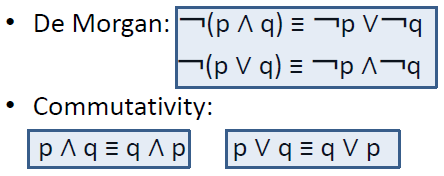 • De Morgan: ¬(p ∧ q) ≡ ¬p ∨¬q
¬(p ∨ q) ≡ ¬p ∧¬q
• Commutativity:
p ∧ q ≡ q ∧ p p ∨ q ≡ q ∨ p